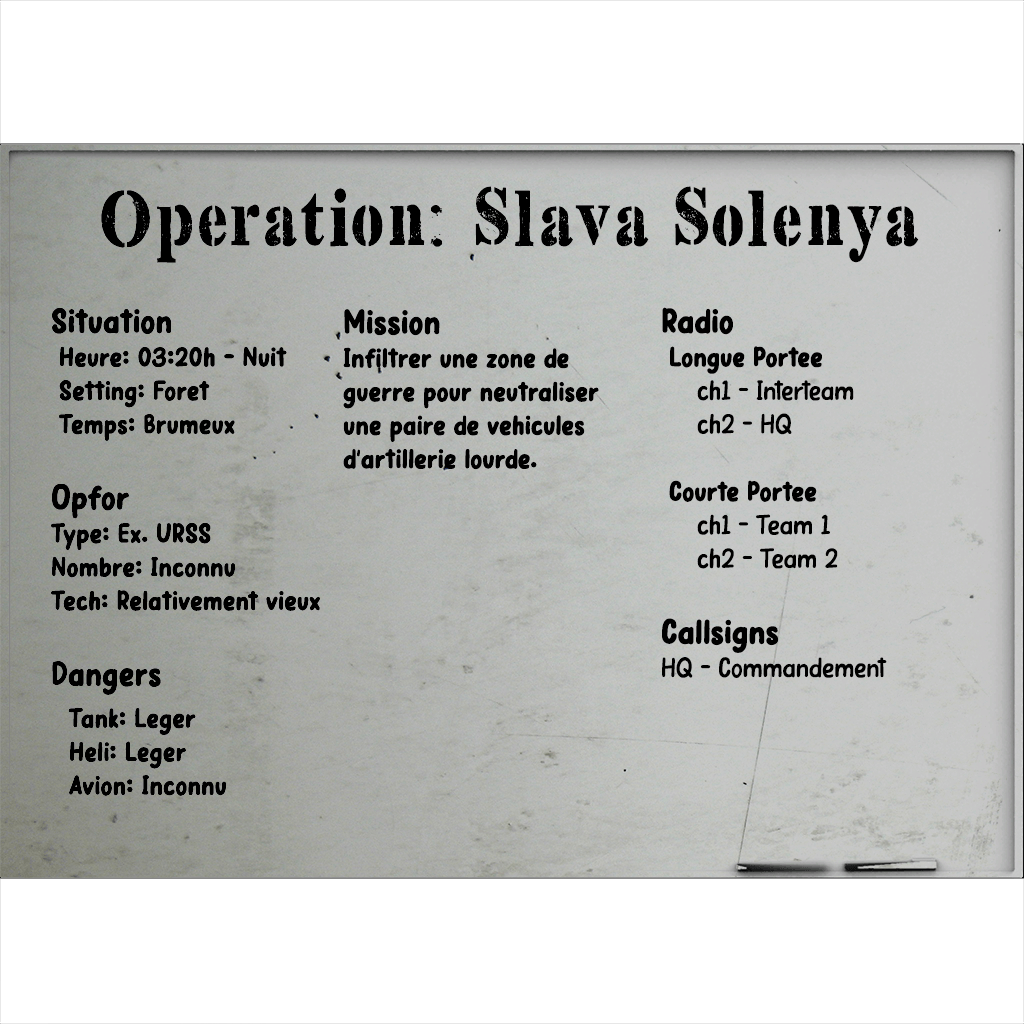 Operation: Slava Solenya
Situation
Heure: 03:20h - Nuit
Setting: Foret
Temps: Brumeux
Opfor
Type: Ex. URSS
Nombre: Inconnu
Tech: Relativement vieux
Dangers
Tank: Leger
Heli: Leger
Avion: Inconnu
Mission
Infiltrer une zone de
guerre pour neutraliser
une paire de vehicules
d'artillerie lourde.
Radio
Longue Portee
ch1 - Interteam
ch2 - HQ
Courte Portee
ch1 - Team 1
ch2 - Team 2
Callsigns
HQ - Commandement